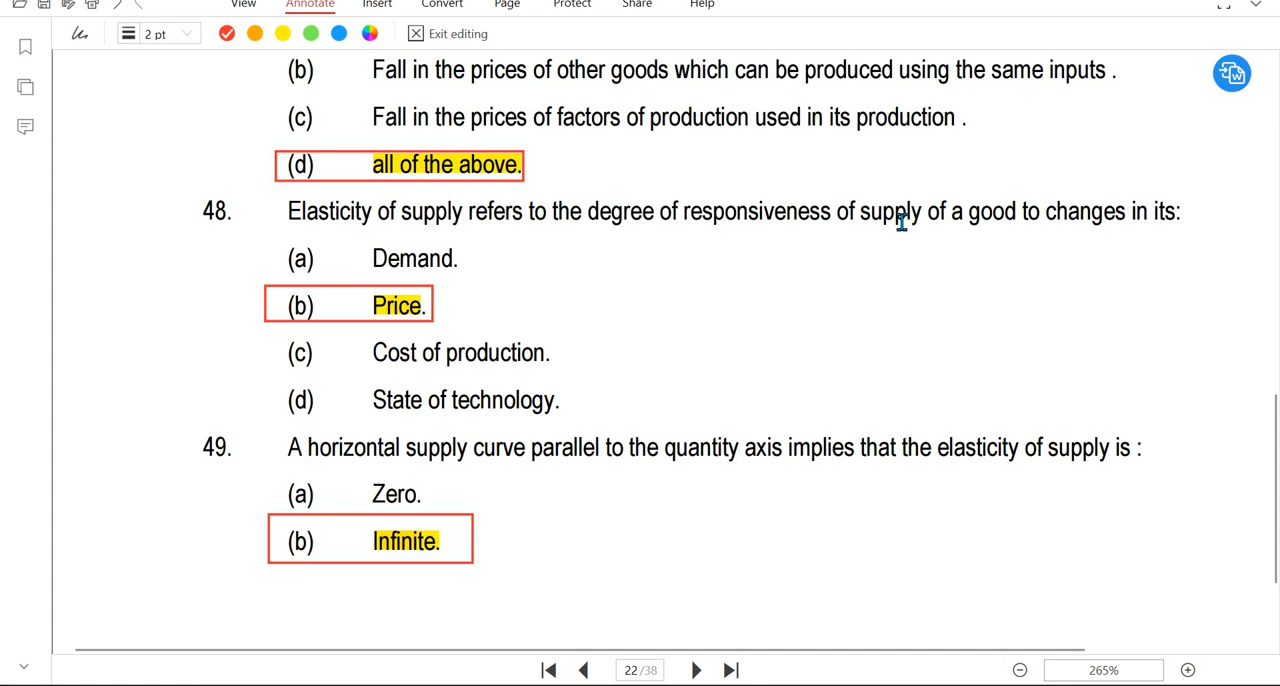 View Annotate Insert Convert Page Protect Share Help
2 pt Exit editing
(b) Fall in the prices of other goods which can be produced using the same inputs .
(c) Fall in the prices of factors of production used in its production .
(d) all of the above.
48. Elasticity of supply refers to the degree of responsiveness of supply of a good to changes in its:
(a) Demand.
(b) Price.
(c) Cost of production.
(d) State of technology.
49. A horizontal supply curve parallel to the quantity axis implies that the elasticity of supply is :
(a) Zero.
(b) Infinite.
22/38 265%